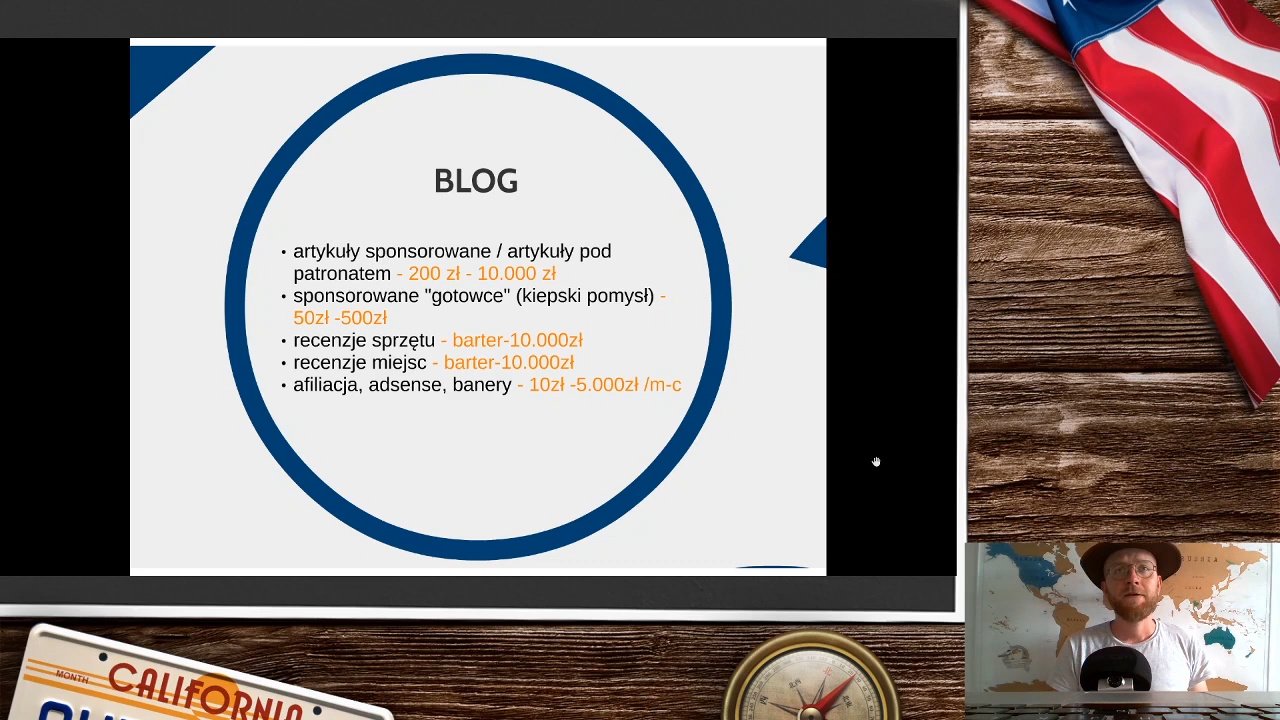 BLOG
• artykuły sponsorowane / artykuły pod
patronatem - 200 zł - 10.000 zł
• sponsorowane "gotowce" (kiepski pomysł) -
50zł -500zł
• recenzje sprzętu - barter-10.000zł
• recenzje miejsc - barter-10.000zł
• afiliacja, adsense, banery - 10zł -5.000zł /m-c
MONTH
CALIFORNIA